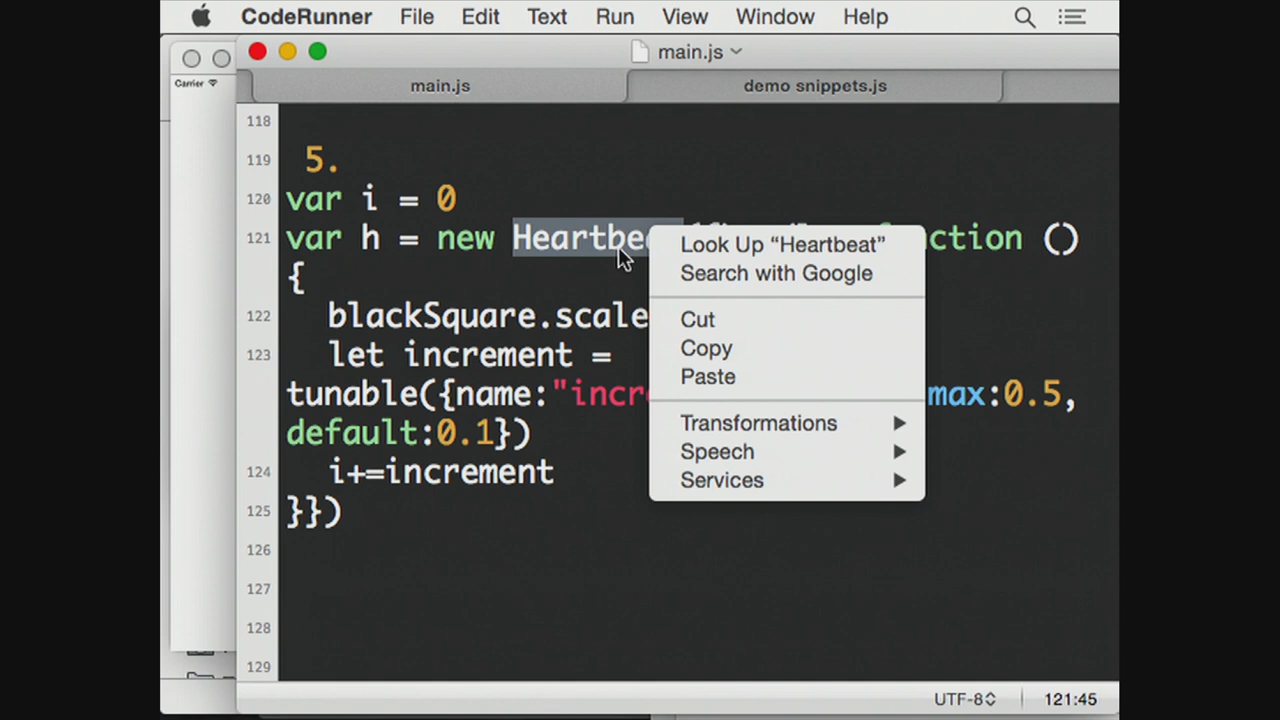 CodeRunner File Edit Text Run View Window Help
main.js
Carrier
main.js demo snippets.js
118
119 5.
120 var i = 0
121 var h = new Heartbe ction ()
{
122 blackSquare.scale
123 let increment =
tunable({name:"incr max:0.5,
default:0.1})
124 i+=increment
125 }})
126
127
128
129
Look Up “Heartbeat”
Search with Google
Cut
Copy
Paste
Transformations
Speech
Services
UTF-8 121:45